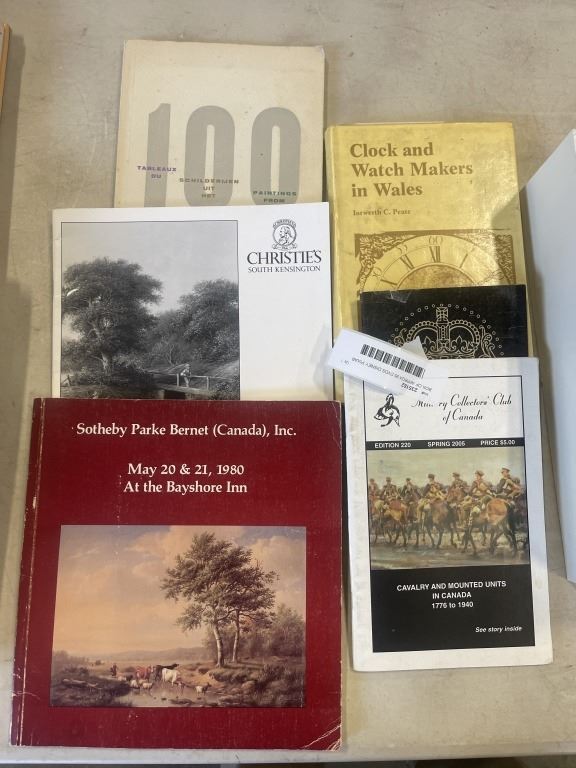 100
TABLEAUX
DU
SCHILDERIJEN
UIT HET
PAINTINGS
FROM
Clock and
Watch Makers
in Wales
Iorwerth C. Peate
60
CHRISTIE'S
SOUTH KENSINGTON
Sotheby Parke Bernet (Canada), Inc.
May 20 & 21, 1980
At the Bayshore Inn
Military Collectors' Club
of Canada
EDITION 220 SPRING 2005 PRICE $5.00
CAVALRY AND MOUNTED UNITS
IN CANADA
1776 to 1940
See story inside